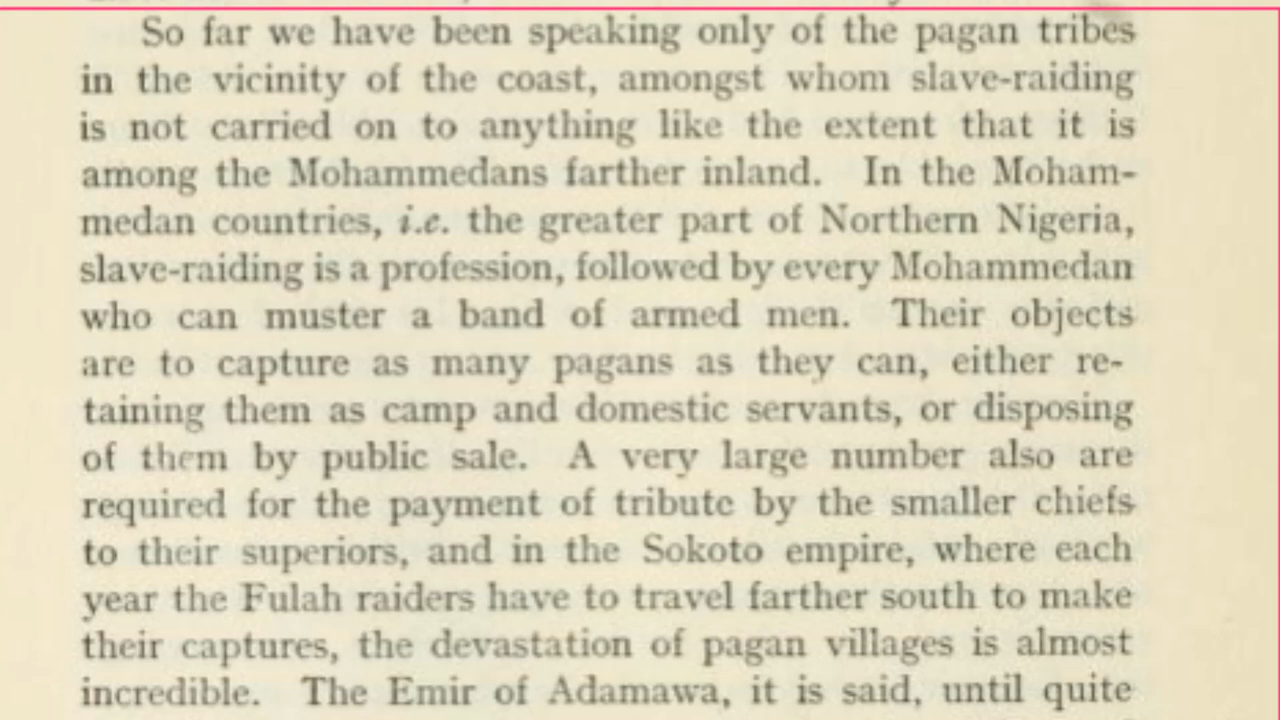 So far we have been speaking only of the pagan tribes
in the vicinity of the coast, amongst whom slave-raiding
is not carried on to anything like the extent that it is
among the Mohammedans farther inland. In the Moham-
medan countries, i.e. the greater part of Northern Nigeria,
slave-raiding is a profession, followed by every Mohammedan
who can muster a band of armed men. Their objects
are to capture as many pagans as they can, either re-
taining them as camp and domestic servants, or disposing
of them by public sale. A very large number also are
required for the payment of tribute by the smaller chiefs
to their superiors, and in the Sokoto empire, where each
year the Fulah raiders have to travel farther south to make
their captures, the devastation of pagan villages is almost
incredible. The Emir of Adamawa, it is said, until quite